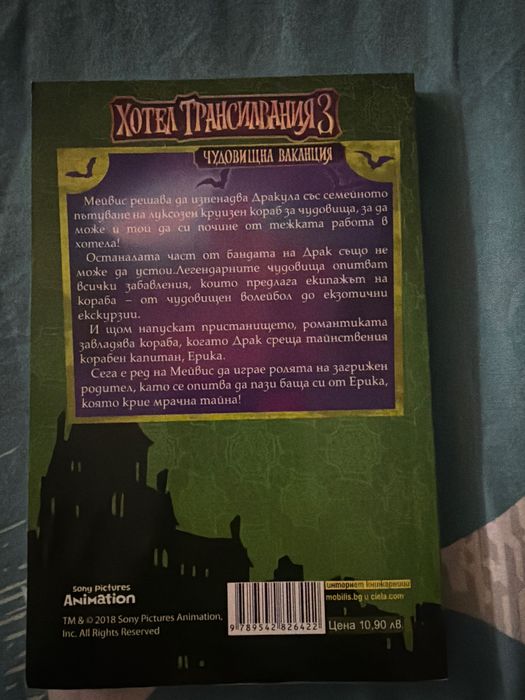 ХОТЕЛ ТРАНСИЛВАНИЯ 3
ЧУДОВИЩНА ВАКАНЦИЯ
Мейвис решава да изненадва Дракула със семейното
пътуване на луксозен круизен кораб за чудовища, за да
може и той да си почине от тежката работа в
хотела!
Останалата част от бандата на Драк също не
може да устои.Легендарните чудовища опитват
всички забавления, които предлага екипажът на
кораба – от чудовищен волейбол до екзотични
екскурзии.
И щом напускат пристанището, романтиката
завладява кораба, когато Драк среща тайнствения
корабен капитан, Ерика.
Сега е ред на Мейвис да играе ролята на загрижен
родител, като се опитва да пази баща си от Ерика,
която крие мрачна тайна!
Sony Pictures
ANIMATION
TM & © 2018 Sony Pictures Animation,
Inc. All Rights Reserved
9 789542 826422
интернет книжарници
mobilis.bg и ciela.com
Цена 10,90 лв.